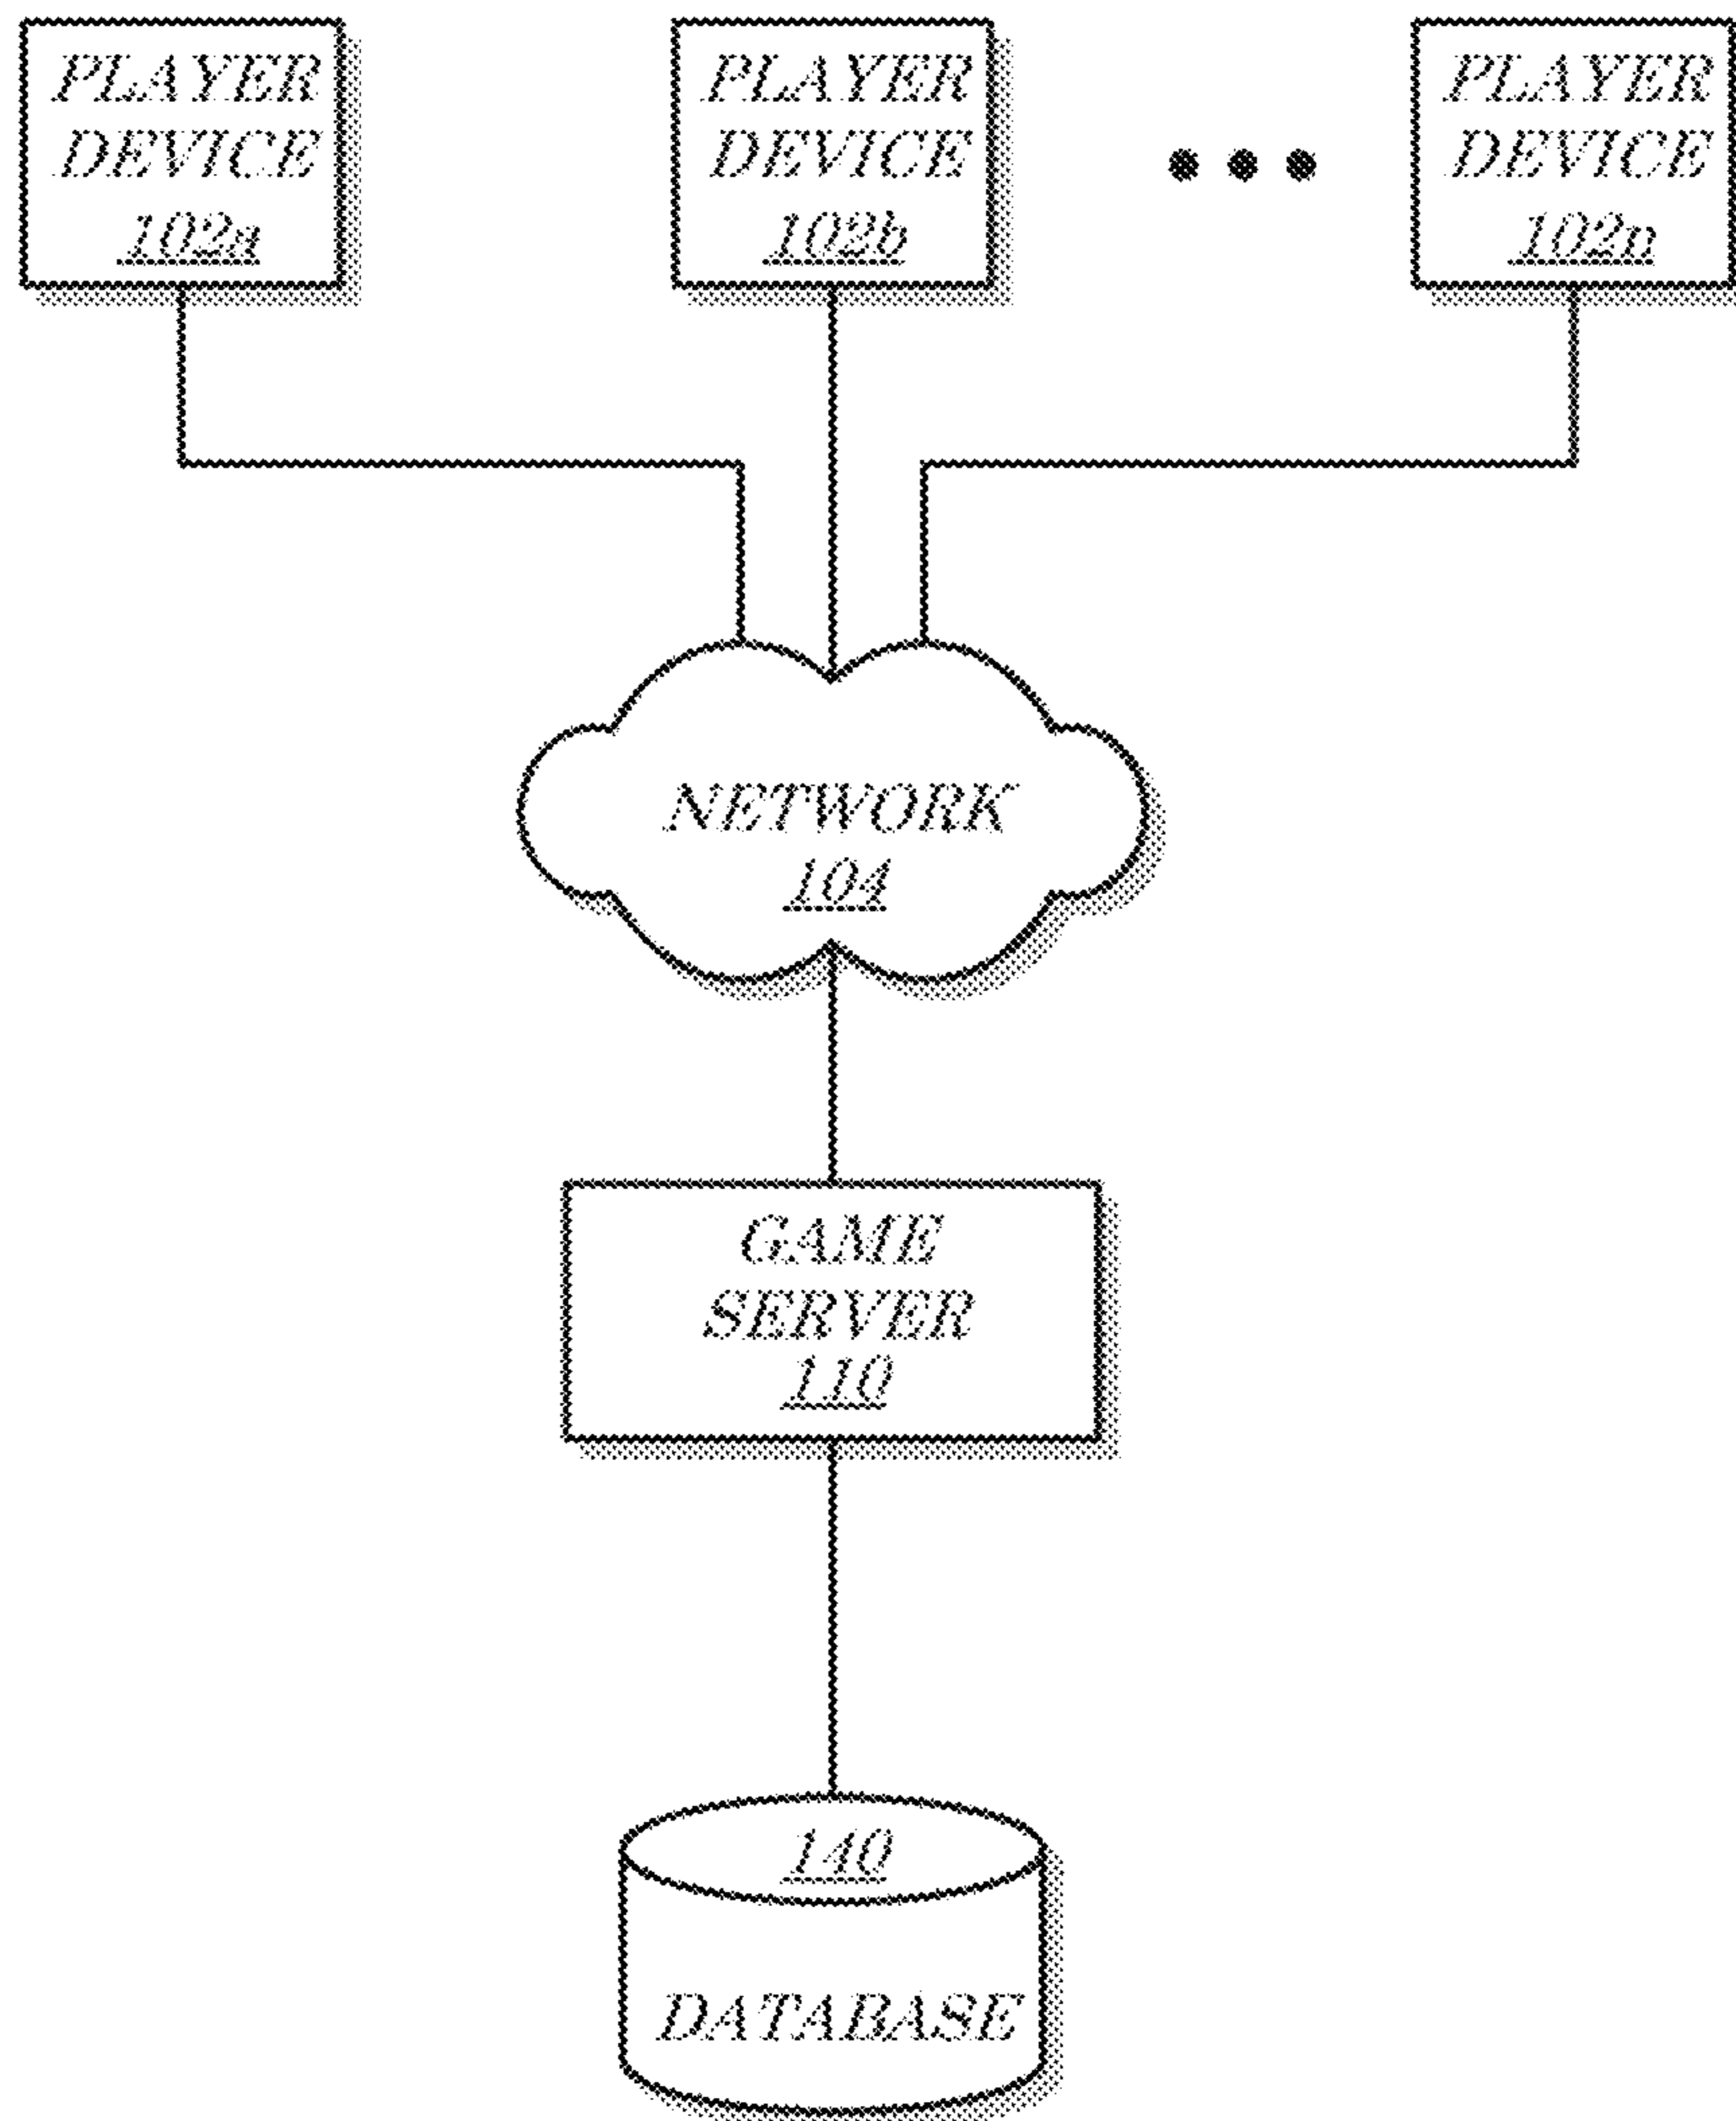 PLAYER
DEVICE
102a
PLAYER
DEVICE
102b
PLAYER
DEVICE
102n
NETWORK
104
GAME
SERVER
110
140
DATABASE